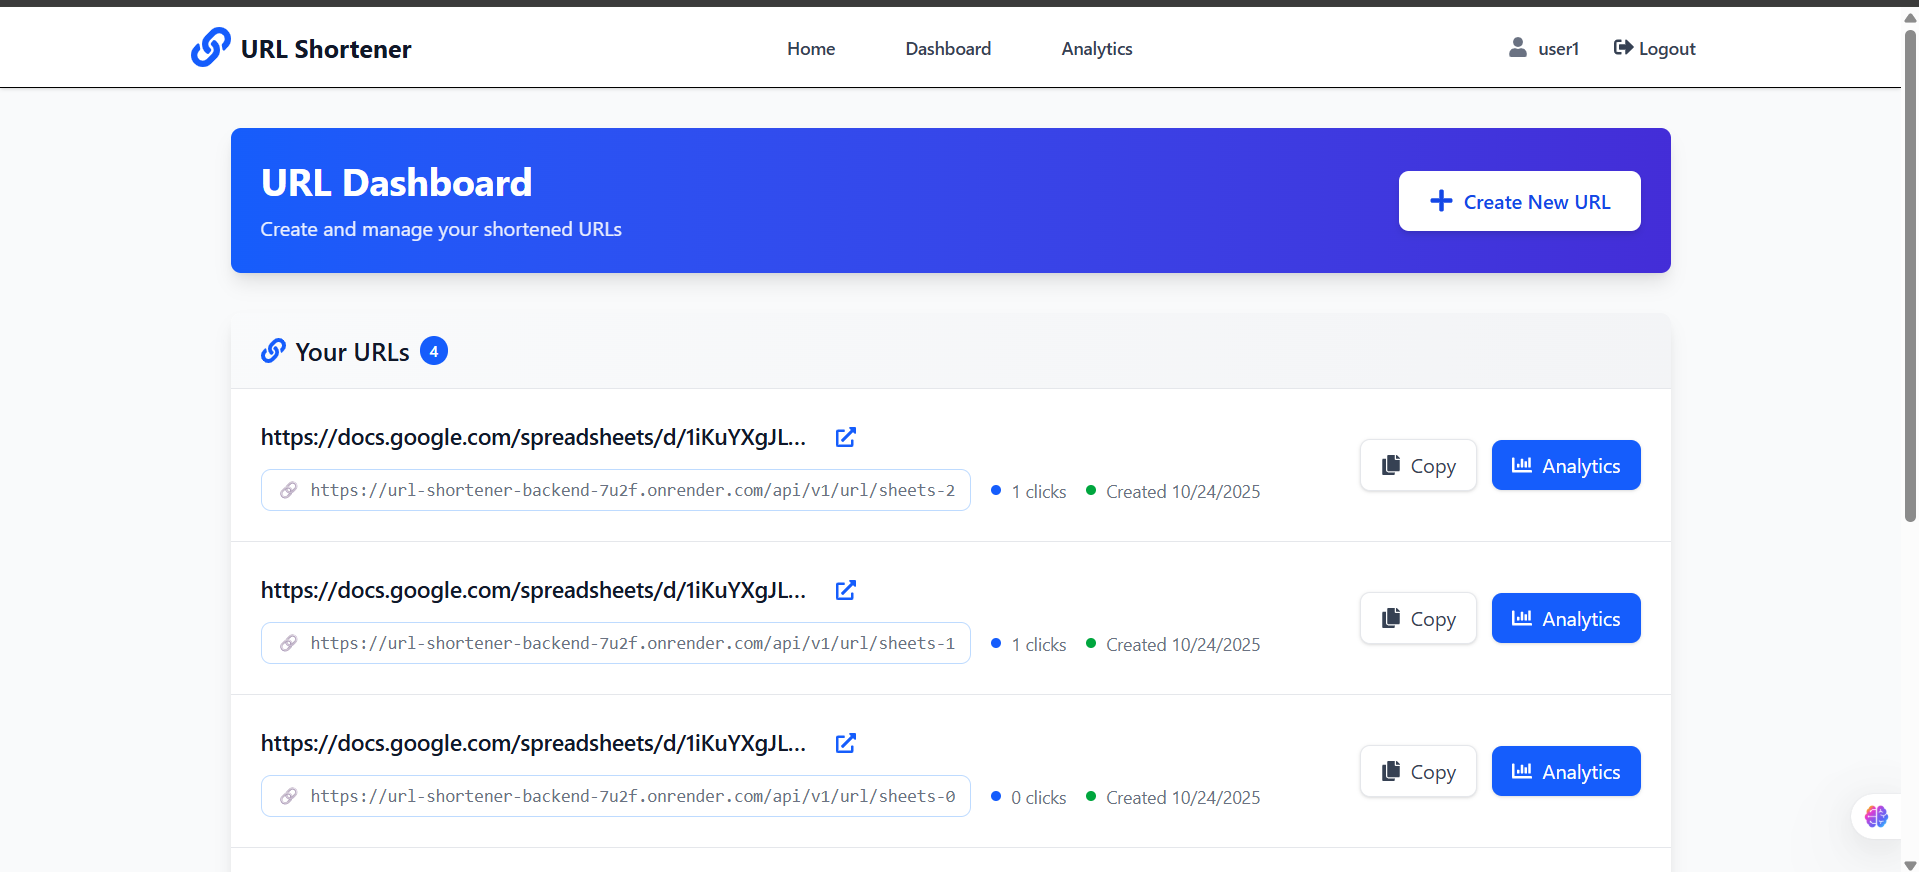 URL Shortener
Home Dashboard Analytics
user1 Logout
URL Dashboard
Create and manage your shortened URLs
Create New URL
Your URLs 4
https://docs.google.com/spreadsheets/d/1iKuYXgJL...
https://url-shortener-backend-7u2f.onrender.com/api/v1/url/sheets-2 1 clicks Created 10/24/2025
Copy Analytics
https://docs.google.com/spreadsheets/d/1iKuYXgJL...
https://url-shortener-backend-7u2f.onrender.com/api/v1/url/sheets-1 1 clicks Created 10/24/2025
Copy Analytics
https://docs.google.com/spreadsheets/d/1iKuYXgJL...
https://url-shortener-backend-7u2f.onrender.com/api/v1/url/sheets-0 0 clicks Created 10/24/2025
Copy Analytics